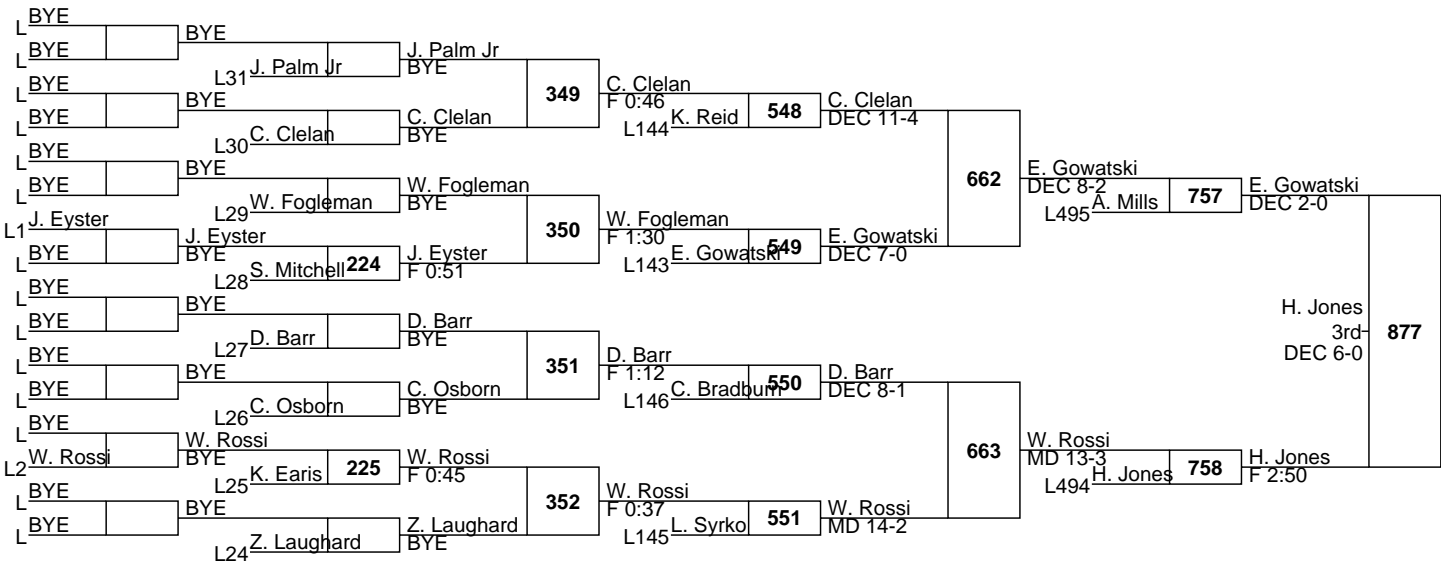 BYE
L
BYE
BYE
L
J. Palm Jr
L31 J. Palm Jr
BYE
BYE
L
349
C. Clelan
F 0:46
BYE
BYE
L
C. Clelan
L30 C. Clelan
BYE
L144 K. Reid
548
C. Clelan
DEC 11-4
BYE
L
BYE
BYE
L
W. Fogleman
L29 W. Fogleman
BYE
662
E. Gowatski
DEC 8-2
L495 A. Mills
757
E. Gowatski
DEC 2-0
L1 J. Eyster
350
W. Fogleman
F 1:30
J. Eyster
BYE
BYE
L
L28 S. Mitchell
224
J. Eyster
F 0:51
L143 E. Gowatski
549
E. Gowatski
DEC 7-0
BYE
L
BYE
BYE
L
D. Barr
L27 D. Barr
BYE
H. Jones
3rd
DEC 6-0
877
BYE
L
351
D. Barr
F 1:12
BYE
BYE
L
C. Osborn
L26 C. Osborn
BYE
L146 C. Bradburn
550
D. Barr
DEC 8-1
BYE
L
W. Rossi
BYE
L2 W. Rossi
L25 K. Earis
225
W. Rossi
F 0:45
663
W. Rossi
MD 13-3
L494 H. Jones
758
H. Jones
F 2:50
BYE
L
352
W. Rossi
F 0:37
BYE
BYE
L
Z. Laughard
L24 Z. Laughard
BYE
L145 L. Syrko
551
W. Rossi
MD 14-2